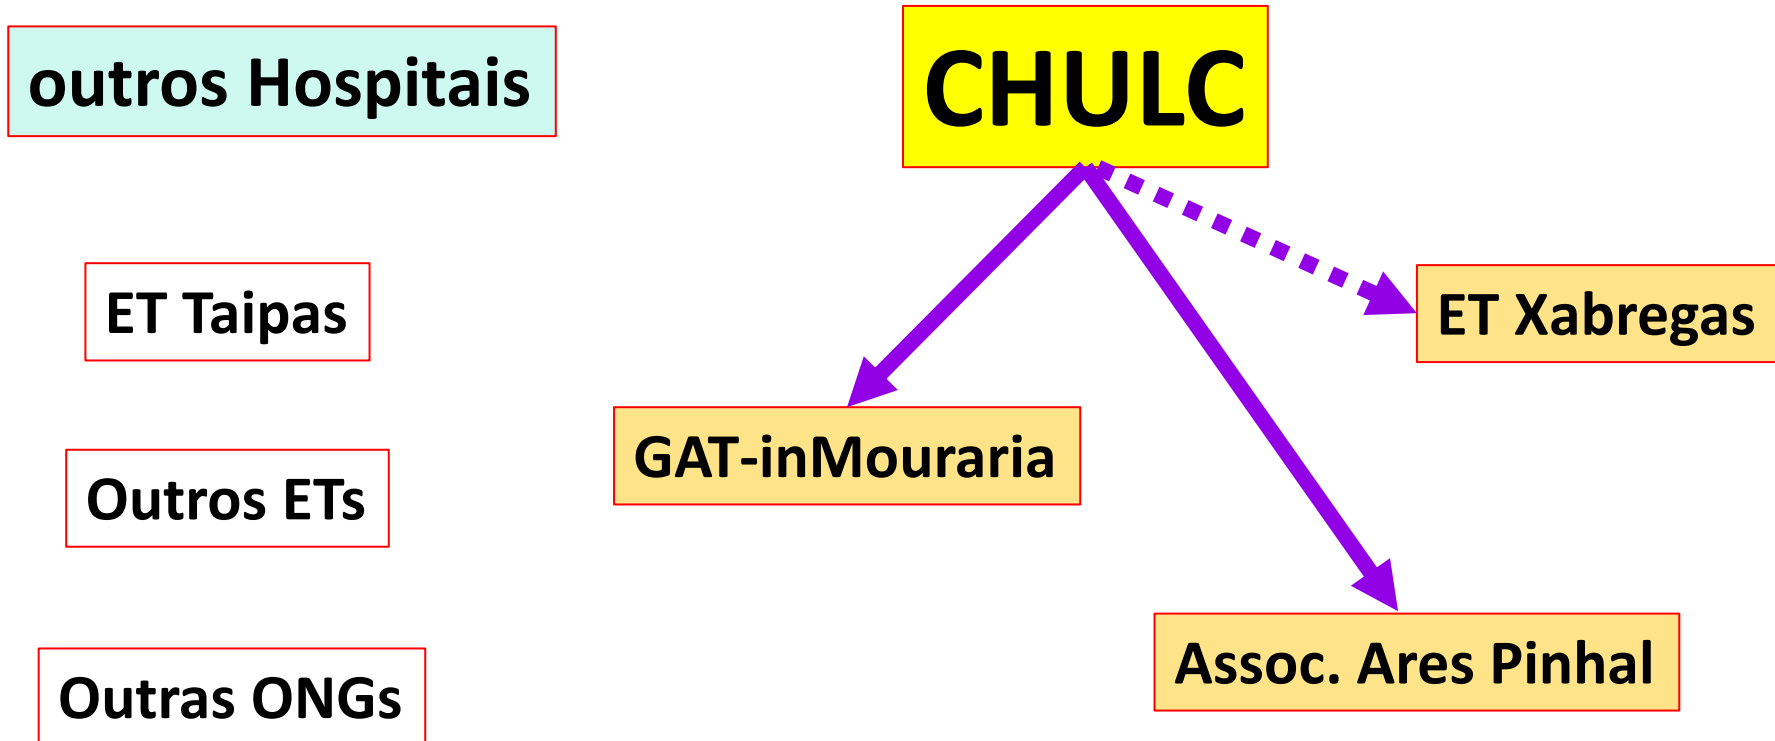 outros Hospitais
CHULC
ET Taipas
ET Xabregas
GAT-inMouraria
Outros ETs
Assoc. Ares Pinhal
Outras ONGs